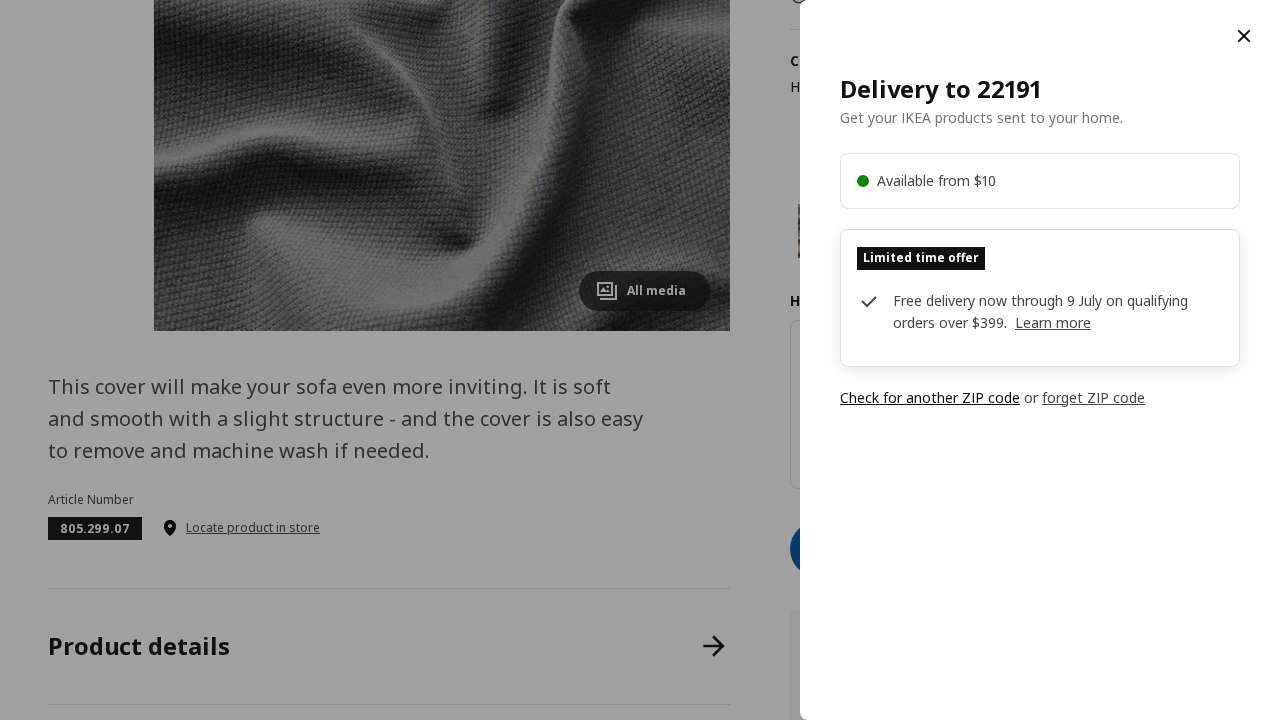 All media
This cover will make your sofa even more inviting. It is soft
and smooth with a slight structure - and the cover is also easy
to remove and machine wash if needed.
Article Number
805.299.07
Locate product in store
Product details
Delivery to 22191
Get your IKEA products sent to your home.
Available from $10
Limited time offer
Free delivery now through 9 July on qualifying
orders over $399. Learn more
Check for another ZIP code or forget ZIP code